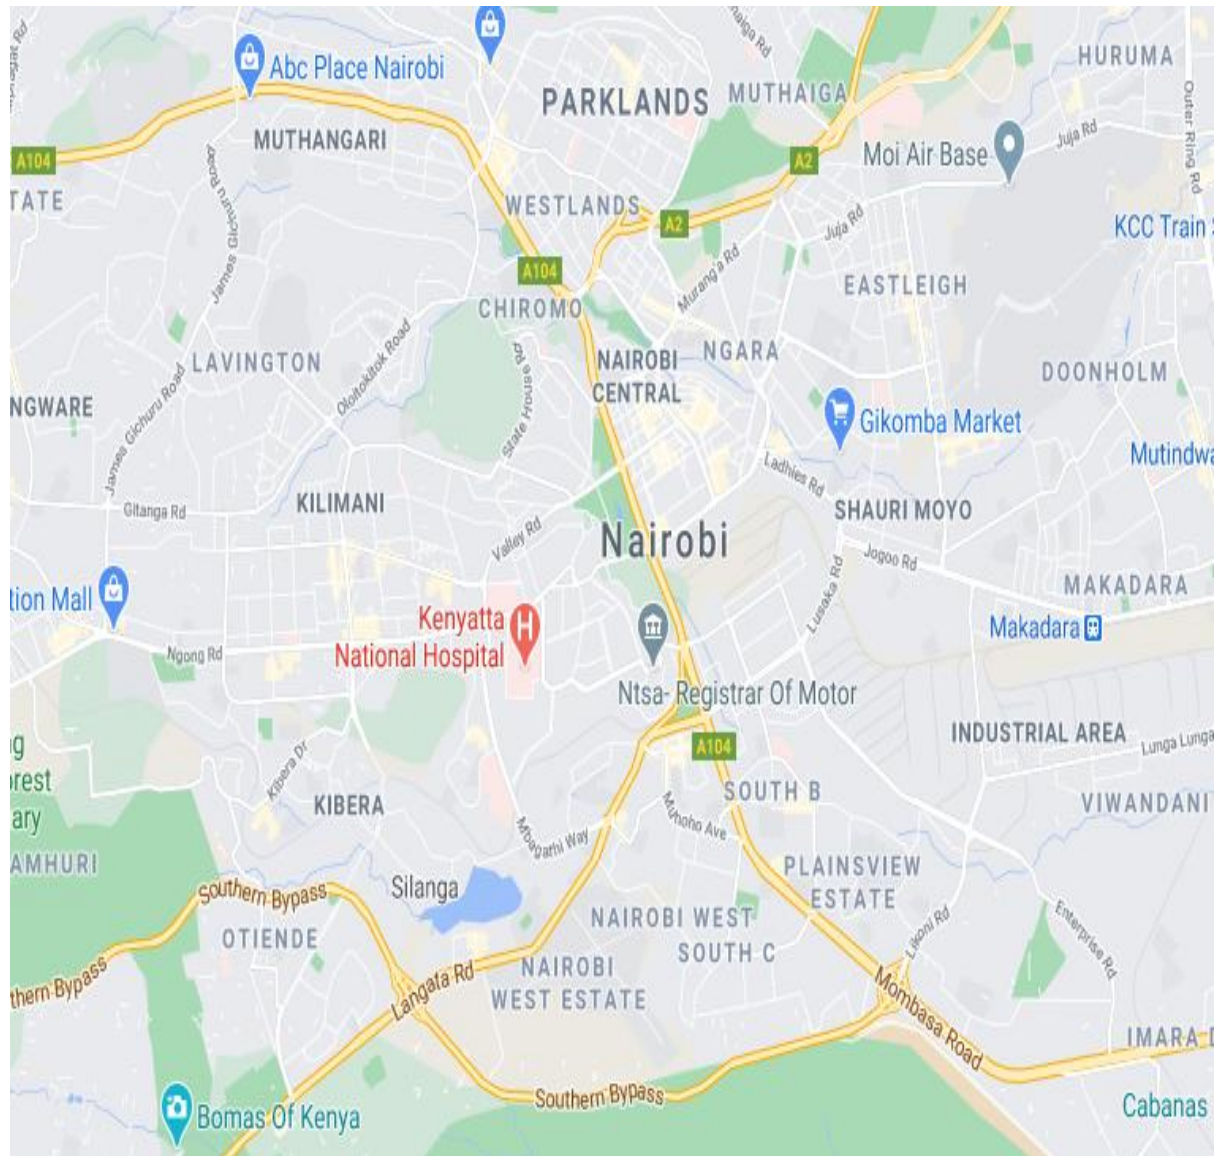 HURUMA
Abc Place Nairobi
PARKLANDS
MUTHAIGA
Outer Ring Rd
Juja Rd
MUTHANGARI
A104
A2
Moi Air Base
James Gichuru Road
TATE
WESTLANDS
A2
Juja Rd
KCC Train
A104
Murang'a Rd
EASTLEIGH
CHIROMO
Oloitokitok Road
LAVINGTON
NAIROBI
CENTRAL
NGARA
DOONHOLM
State House Rd
NGWARE
James Gichuru Road
Gikomba Market
Mutindwa
Ladhies Rd
KILIMANI
Gitanga Rd
SHAURI MOYO
Valley Rd
Nairobi
Jogoo Rd
MAKADARA
tion Mall
Lusaka Rd
Kenyatta
National Hospital
Makadara
Ngong Rd
Ntsa- Registrar Of Motor
INDUSTRIAL AREA
Lunga Lunga
A104
Kibera Dr
rest
ary
KIBERA
SOUTH B
VIWANDANI
Muhoho Ave
Mbagathi Way
AMHURI
PLAINSVIEW
ESTATE
Silanga
Southern Bypass
NAIROBI WEST
SOUTH C
Likoni Rd
Enterprise Rd
OTIENDE
NAIROBI
WEST ESTATE
thern Bypass
Langata Rd
Mombasa Road
IMARA
Southern Bypass
Bomas Of Kenya
Cabanas